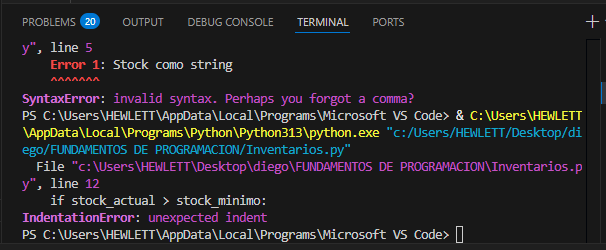 PROBLEMS 20 OUTPUT DEBUG CONSOLE TERMINAL PORTS
y", line 5
Error 1: Stock como string
^^^^^^^
SyntaxError: invalid syntax. Perhaps you forgot a comma?
PS C:\Users\HEWLETT\AppData\Local\Programs\Microsoft VS Code> & C:\Users\HEWLETT
\AppData\Local\Programs\Python\Python313\python.exe "c:/Users/HEWLETT/Desktop/di
ego/FUNDAMENTOS DE PROGRAMACION/Inventarios.py"
File "c:\Users\HEWLETT\Desktop\diego\FUNDAMENTOS DE PROGRAMACION\Inventarios.p
y", line 12
if stock_actual > stock_minimo:
IndentationError: unexpected indent
PS C:\Users\HEWLETT\AppData\Local\Programs\Microsoft VS Code>